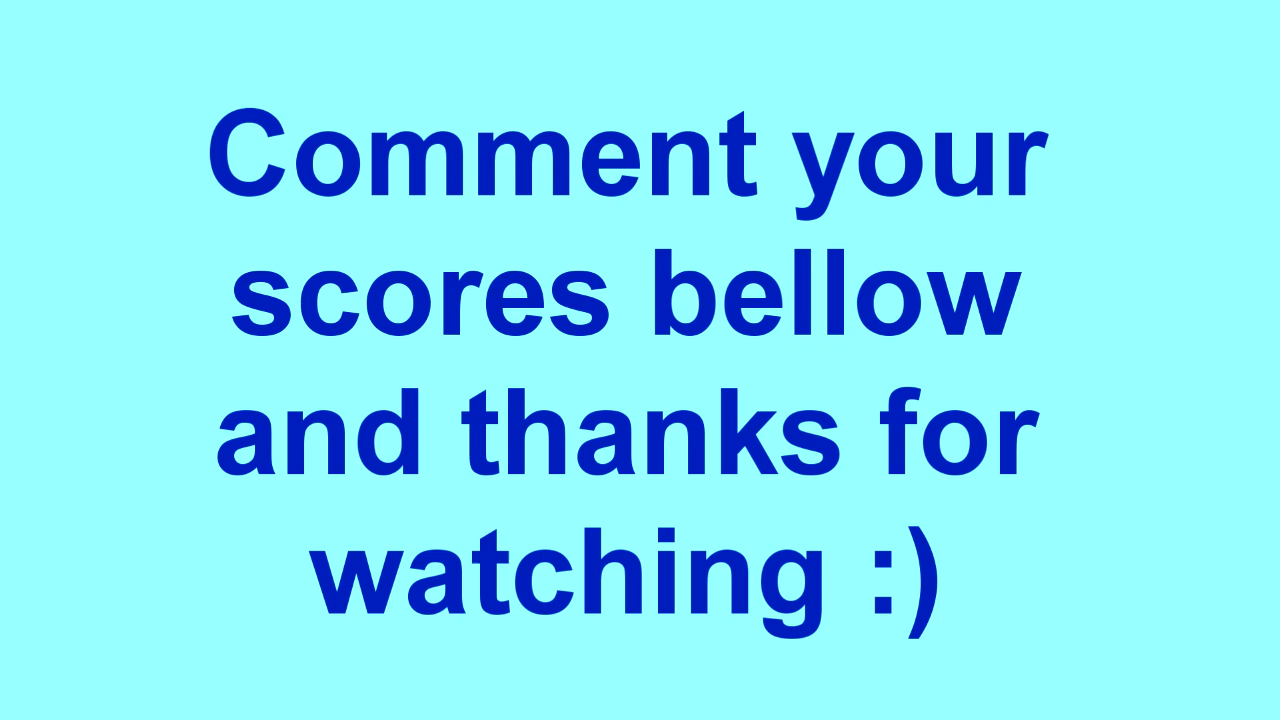 Comment your
scores bellow
and thanks for
watching :)